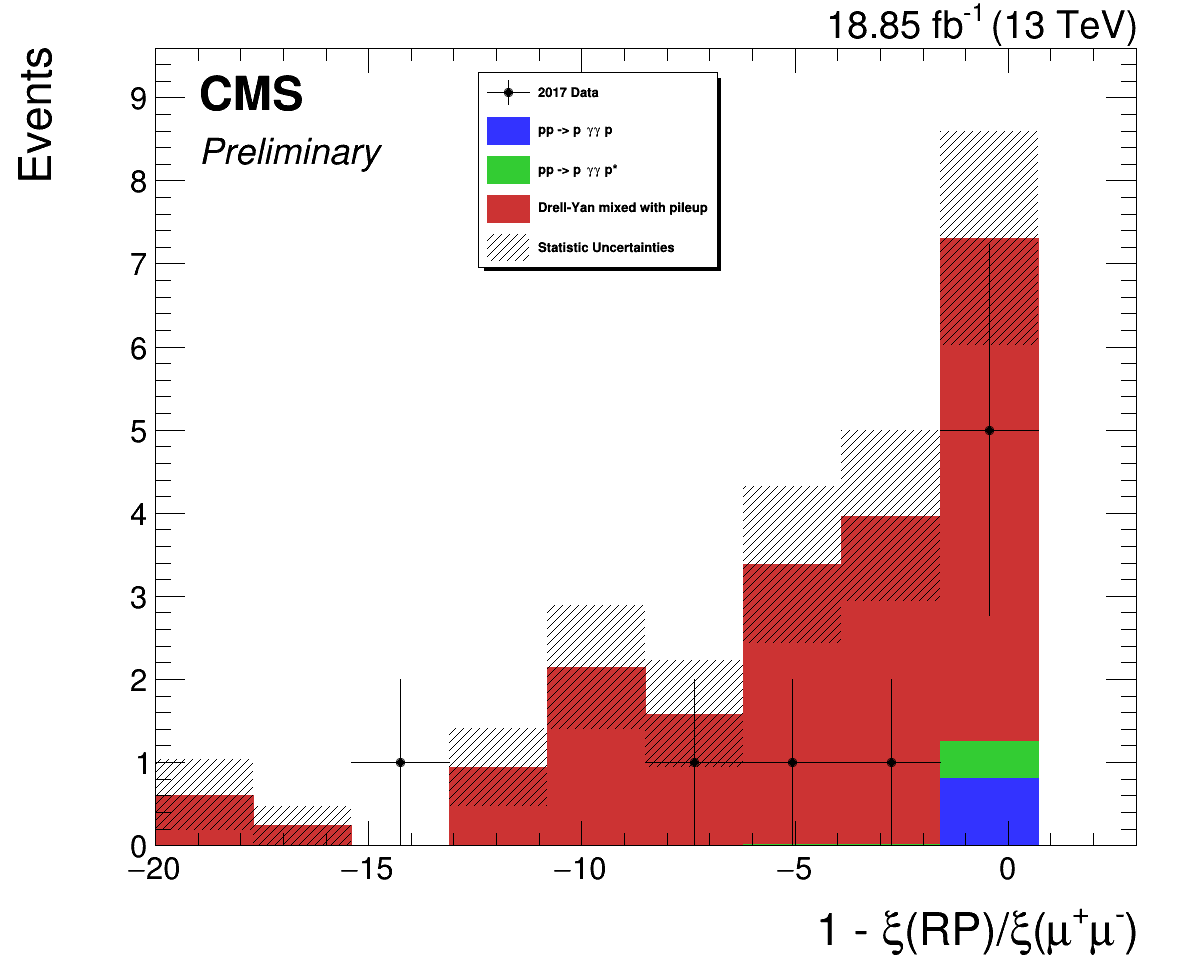 18.85 fb⁻¹ (13 TeV)
Events
CMS
Preliminary
2017 Data
pp -> p γγ p
pp -> p γγ p*
Drell-Yan mixed with pileup
Statistic Uncertainties
9
8
7
6
5
4
3
2
1
0
−20 −15 −10 −5 0
1 - ξ(RP)/ξ(μ⁺μ⁻)